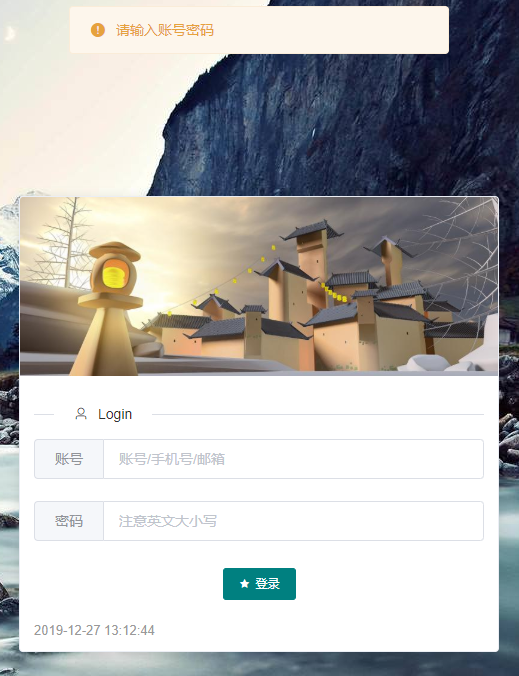 请输入账号密码
Login
账号 账号/手机号/邮箱
密码 注意英文大小写
登录
2019-12-27 13:12:44